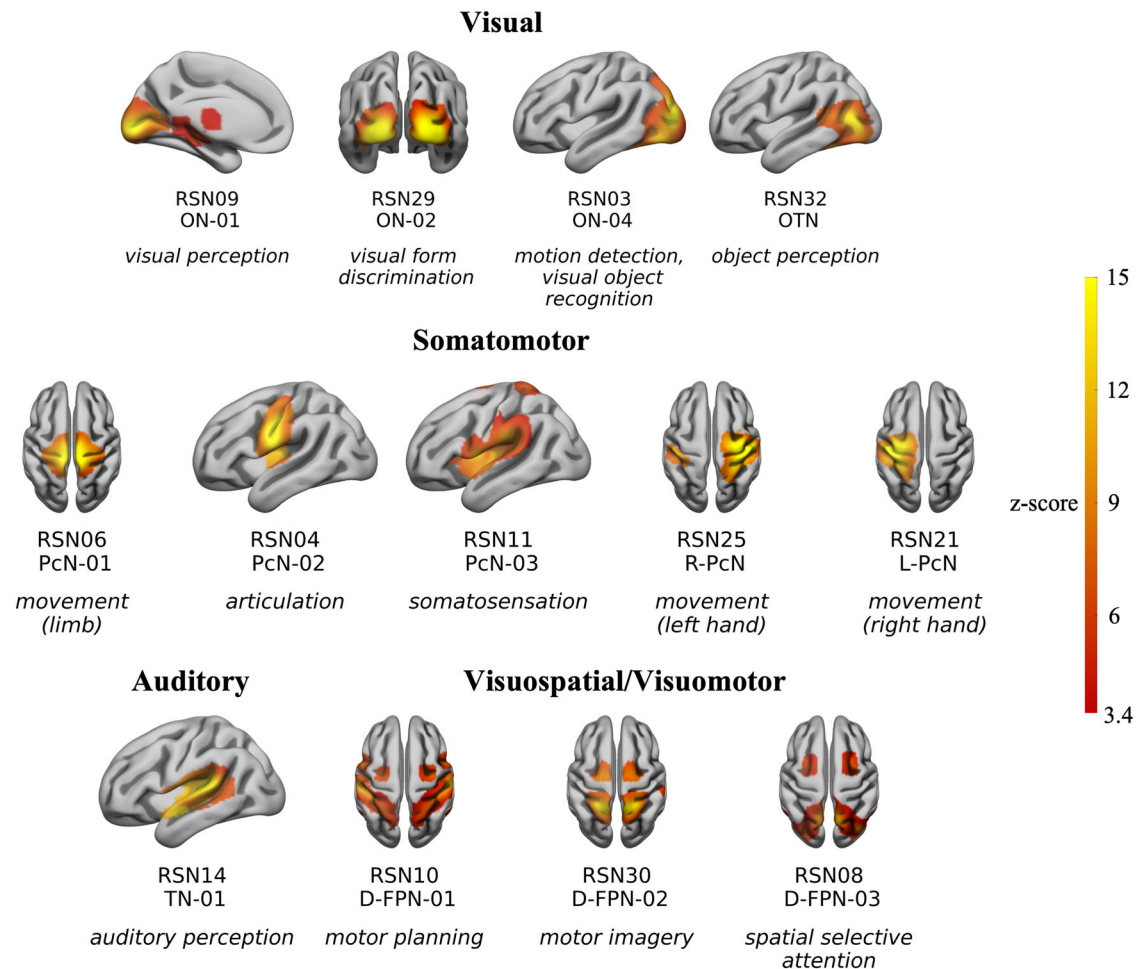 Visual
RSN09
ON-01
visual perception
RSN29
ON-02
visual form
discrimination
RSN03
ON-04
motion detection,
visual object
recognition
RSN32
OTN
object perception
Somatomotor
RSN06
PcN-01
movement
(limb)
RSN04
PcN-02
articulation
RSN11
PcN-03
somatosensation
RSN25
R-PcN
movement
(left hand)
RSN21
L-PcN
movement
(right hand)
15
12
9
z-score
6
3.4
Auditory
RSN14
TN-01
auditory perception
Visuospatial/Visuomotor
RSN10
D-FPN-01
motor planning
RSN30
D-FPN-02
motor imagery
RSN08
D-FPN-03
spatial selective
attention